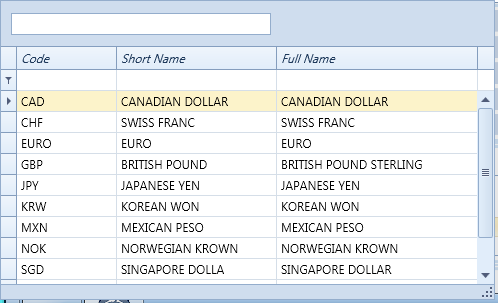 Code Short Name Full Name
CAD CANADIAN DOLLAR CANADIAN DOLLAR
CHF SWISS FRANC SWISS FRANC
EURO EURO EURO
GBP BRITISH POUND BRITISH POUND STERLING
JPY JAPANESE YEN JAPANESE YEN
KRW KOREAN WON KOREAN WON
MXN MEXICAN PESO MEXICAN PESO
NOK NORWEGIAN KROWN NORWEGIAN KROWN
SGD SINGAPORE DOLLA SINGAPORE DOLLAR